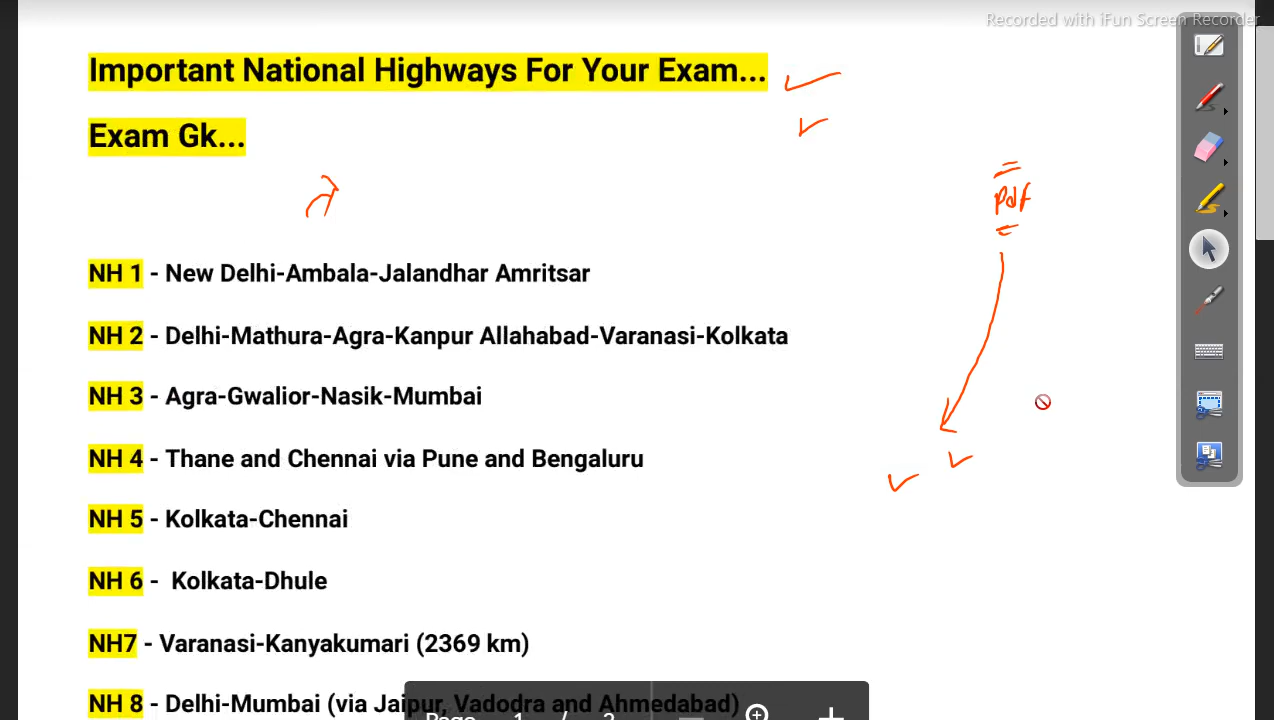 Recorded with iFun Screen Recorder
Important National Highways For Your Exam...
Exam Gk...
pdf
NH 1 - New Delhi-Ambala-Jalandhar Amritsar
NH 2 - Delhi-Mathura-Agra-Kanpur Allahabad-Varanasi-Kolkata
NH 3 - Agra-Gwalior-Nasik-Mumbai
NH 4 - Thane and Chennai via Pune and Bengaluru
NH 5 - Kolkata-Chennai
NH 6 -  Kolkata-Dhule
NH7 - Varanasi-Kanyakumari (2369 km)
NH 8 - Delhi-Mumbai (via Jaipur, Vadodra and Ahmedabad)
Page 1 /